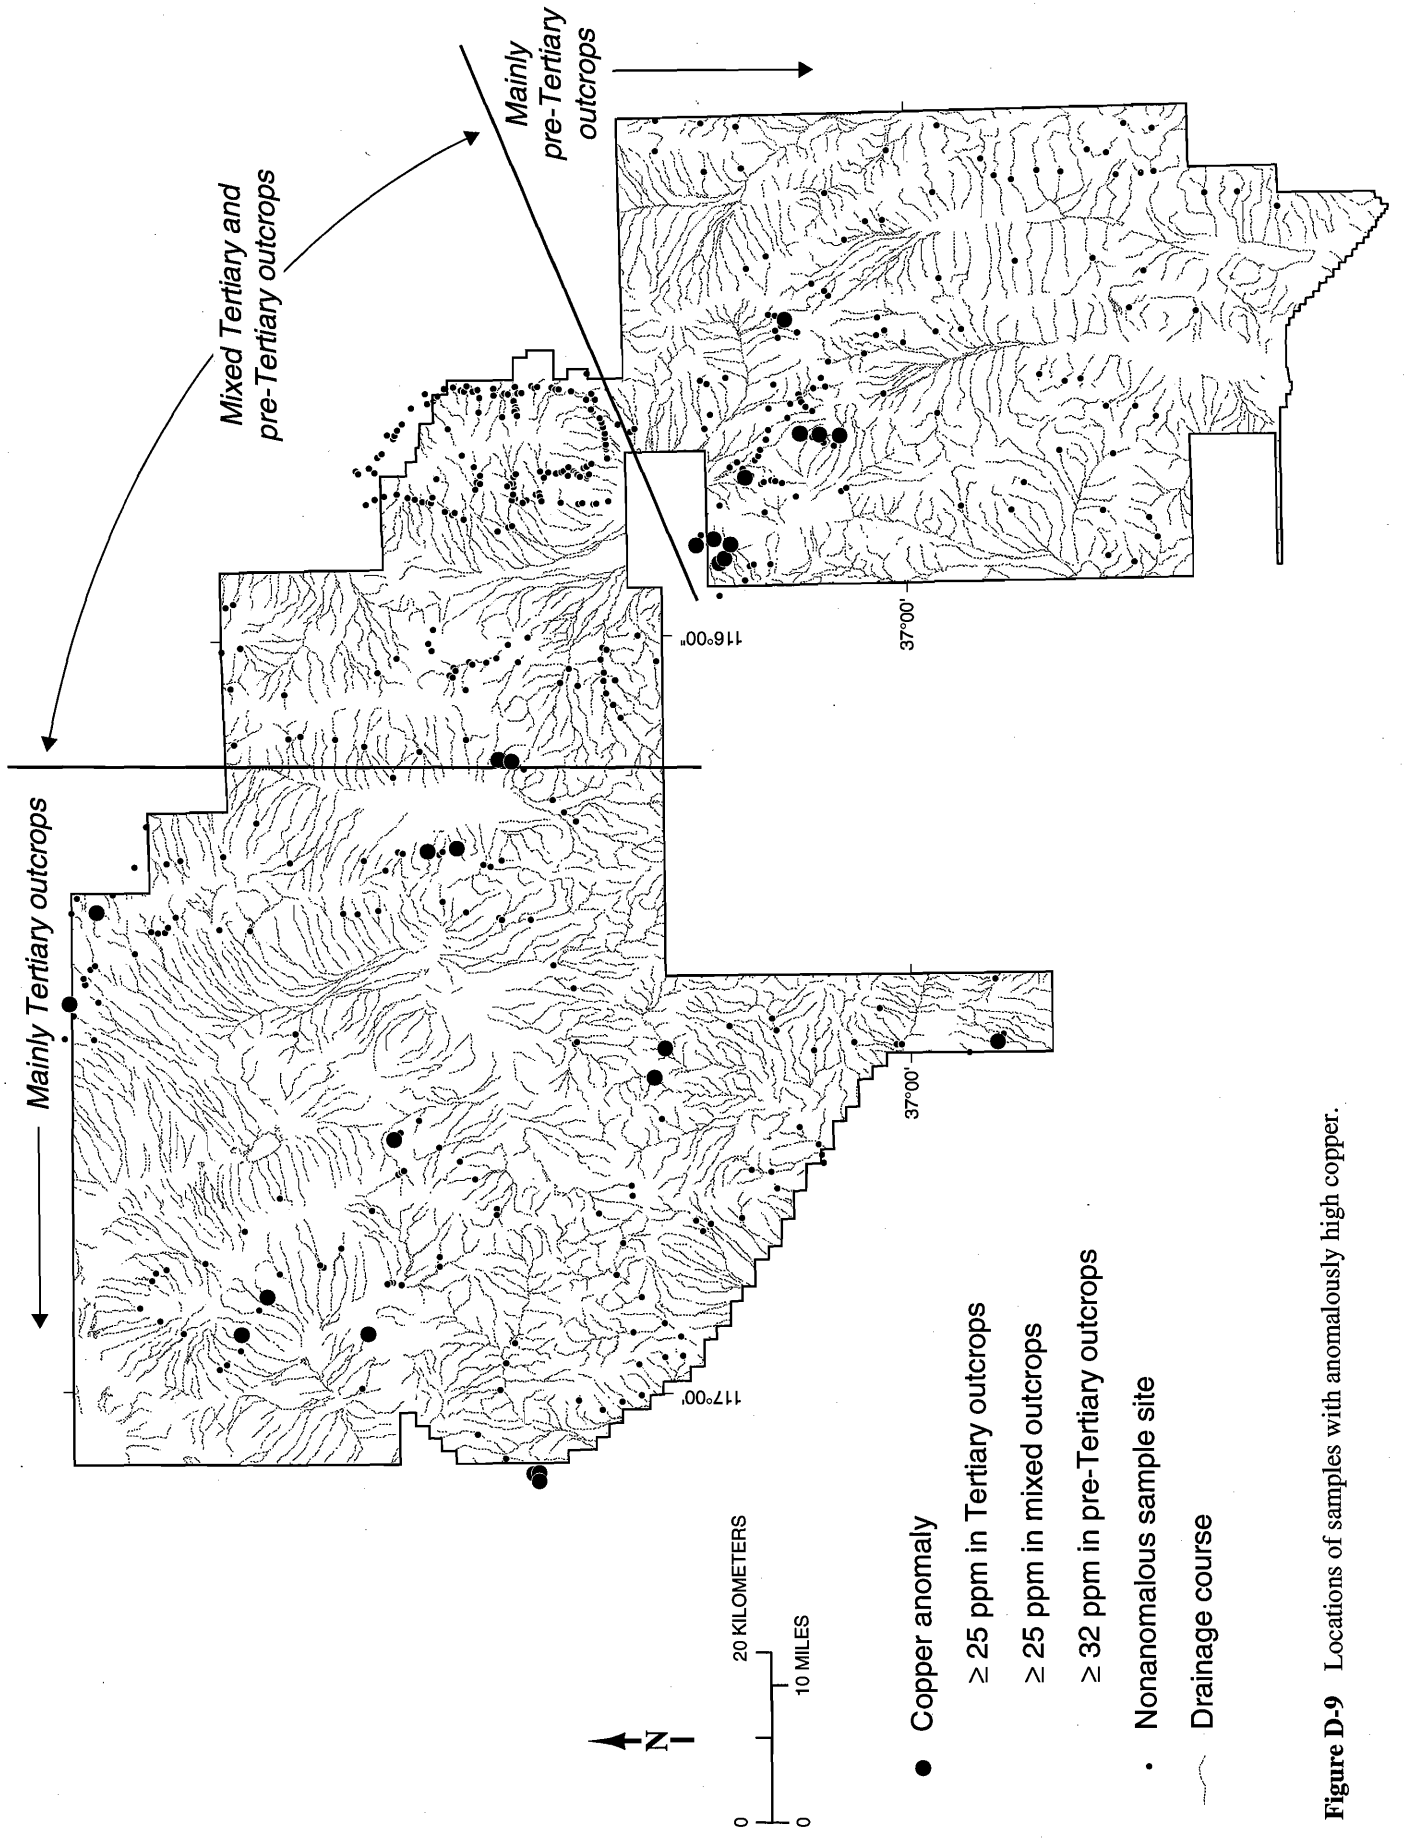 Mainly Tertiary outcrops
Mixed Tertiary and
pre-Tertiary outcrops
Mainly
pre-Tertiary
outcrops
116°00"
37°00'
37°00'
117°00'
N
20 KILOMETERS
0
10 MILES
0
Copper anomaly
≥ 25 ppm in Tertiary outcrops
≥ 25 ppm in mixed outcrops
≥ 32 ppm in pre-Tertiary outcrops
Nonanomalous sample site
Drainage course
Figure D-9 Locations of samples with anomalously high copper.